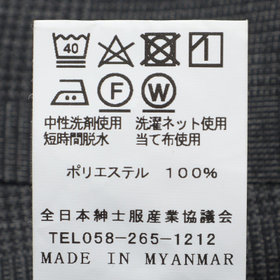 40
F W
中性洗剤使用 洗濯ネット使用
短時間脱水 当て布使用
ポリエステル 100%
全日本紳士服産業協議会
TEL058-265-1212
MADE IN MYANMAR